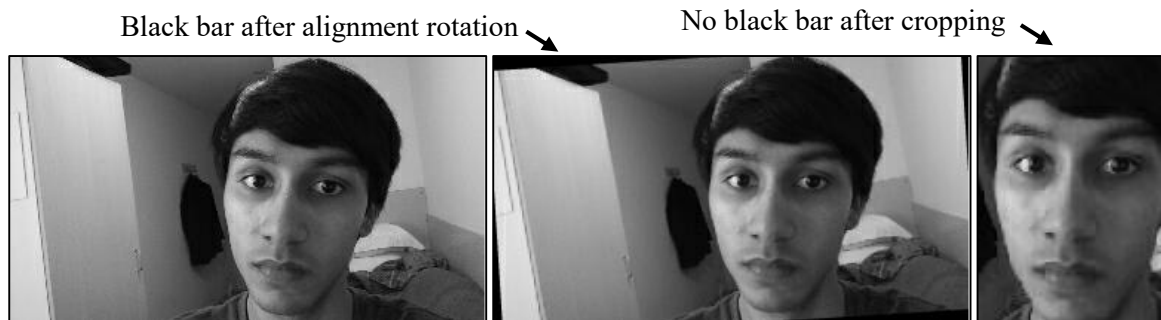 Black bar after alignment rotation
No black bar after cropping